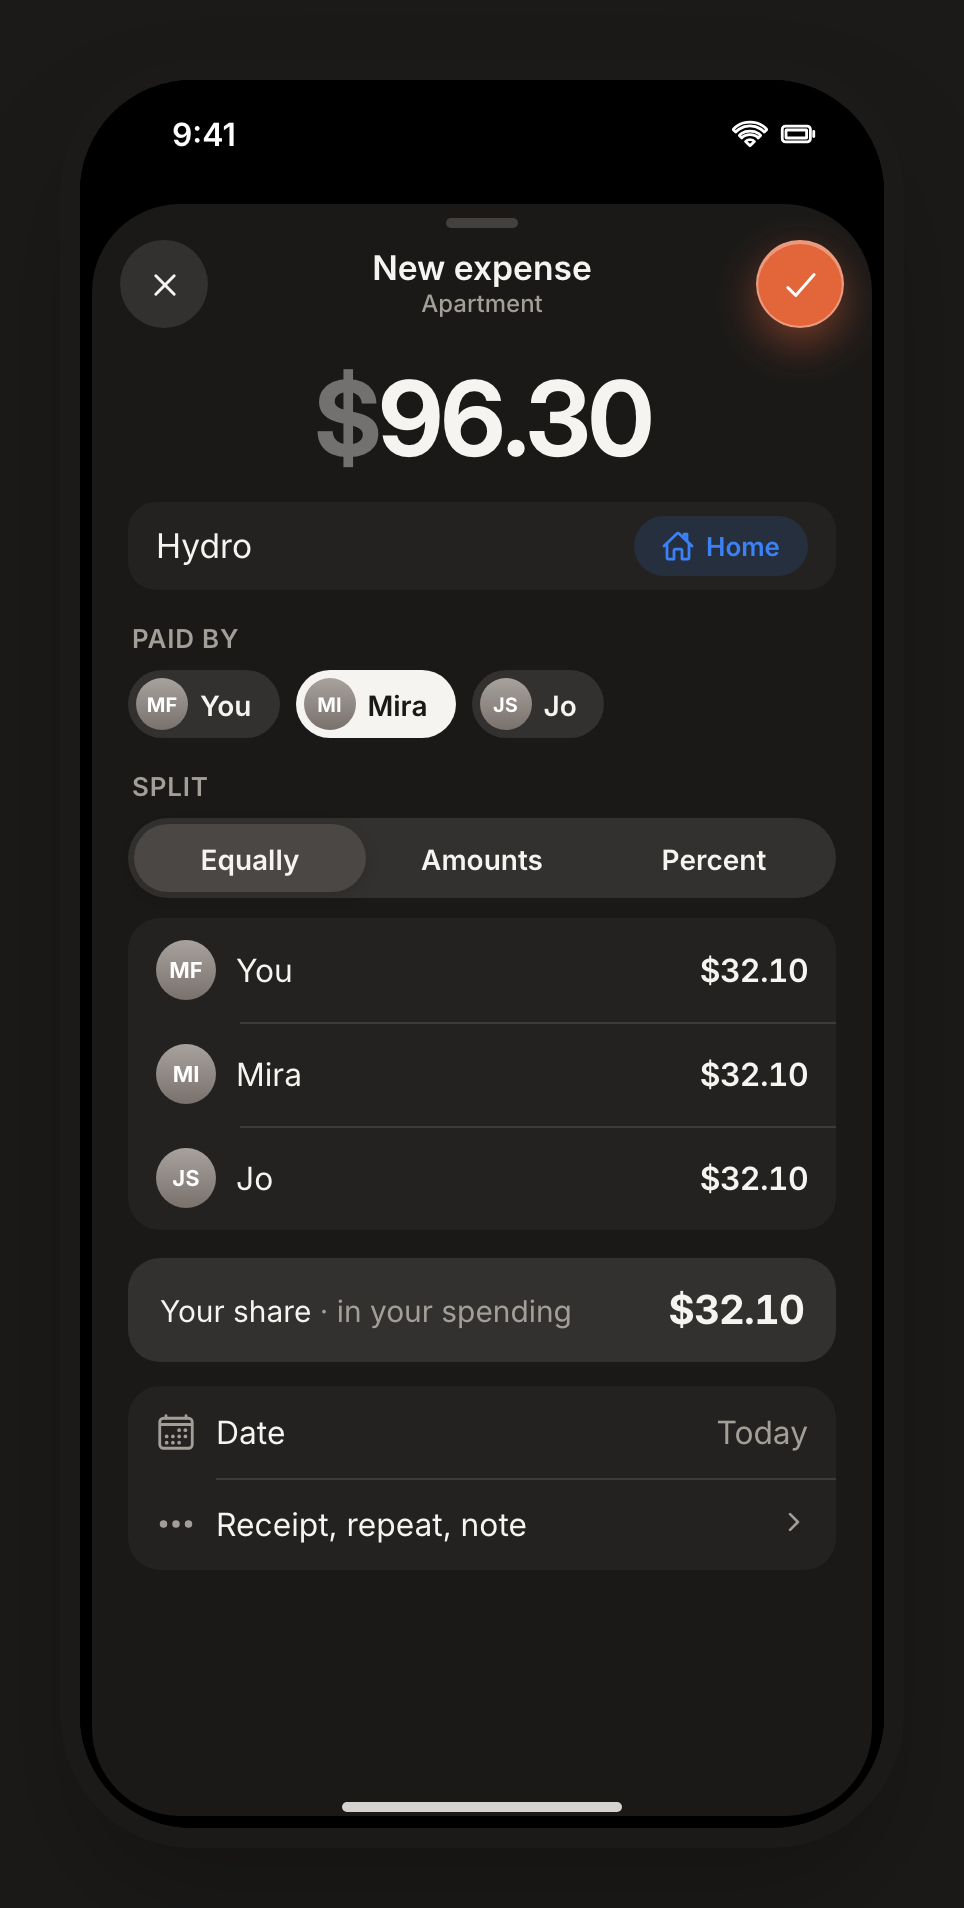 9:41
New expense
Apartment
$96.30
Hydro
Home
PAID BY
MF You
MI Mira
JS Jo
SPLIT
Equally
Amounts
Percent
MF You $32.10
MI Mira $32.10
JS Jo $32.10
Your share · in your spending $32.10
Date Today
Receipt, repeat, note